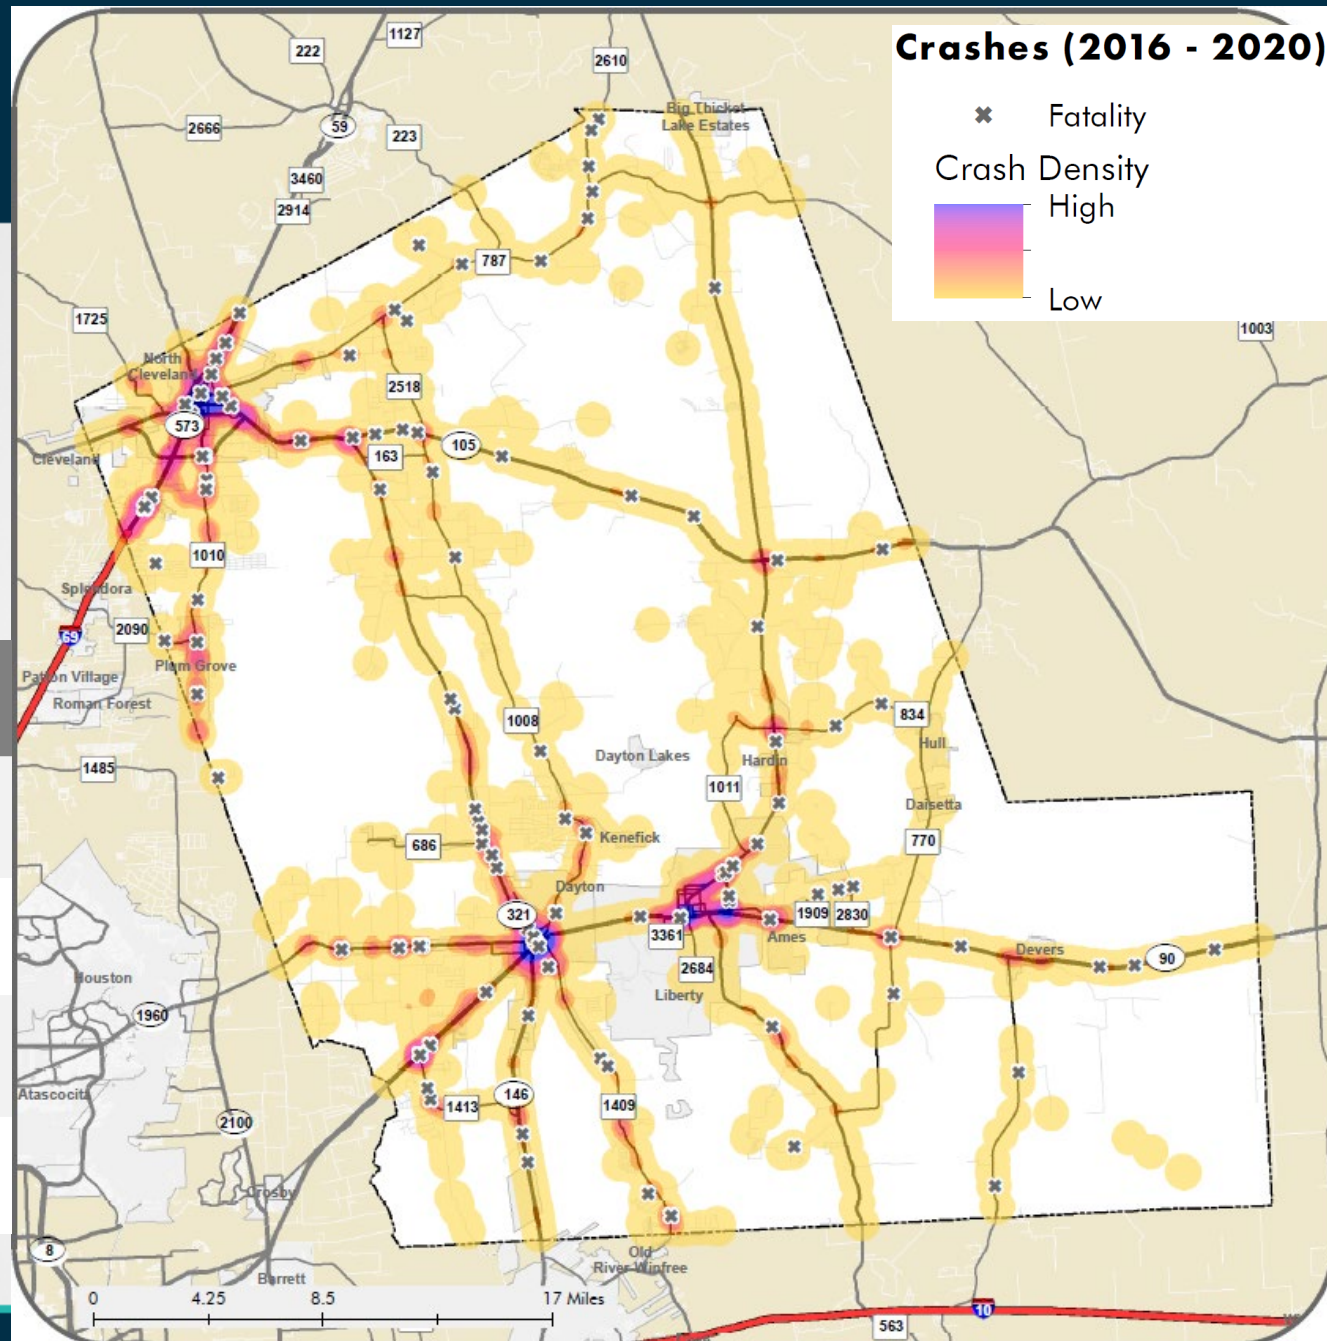 Crashes (2016 - 2020)
Fatality
Crash Density
High
Low
1127
222
2610
Big Thicket
Lake Estates
2666
59
223
3460
2914
787
1725
1003
North
Cleveland
2518
573
105
Cleveland
163
1010
Splendora
69
2090
Plum Grove
Patton Village
Roman Forest
1008
834
Hull
Dayton Lakes
Hardin
1485
1011
Daisetta
686
Kenefick
770
Dayton
321
1909
2830
3361
Ames
Devers
90
2684
Houston
Liberty
1960
Atascocita
146
1413
1409
2100
Crosby
8
Old
River-Winfree
Barrett
0
4.25
8.5
17 Miles
10
563